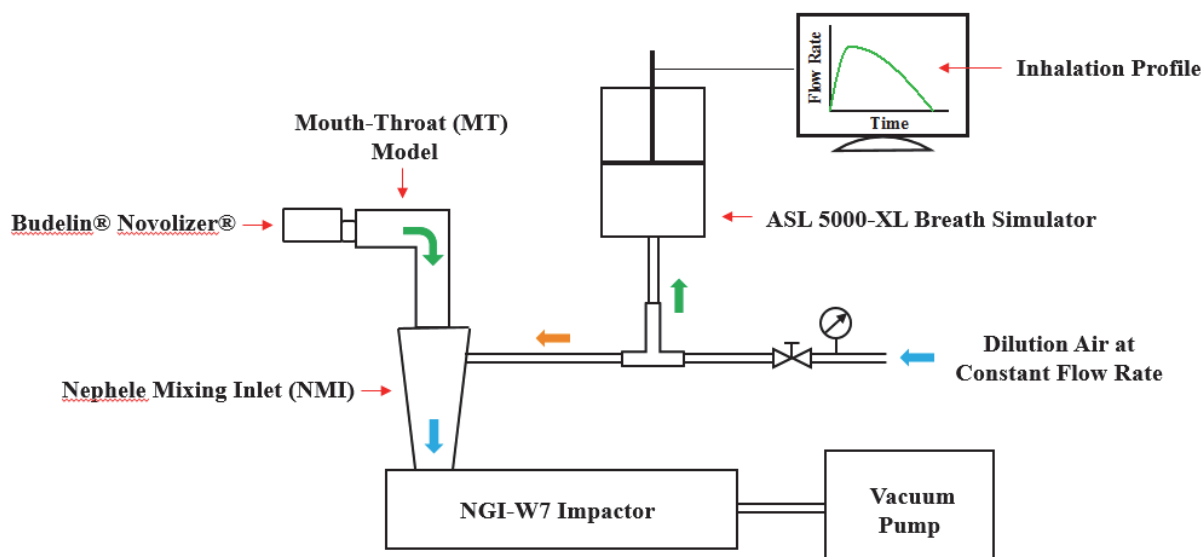 Flow Rate
Time
Inhalation Profile
Mouth-Throat (MT)
Model
Budelin® Novolizer®
ASL 5000-XL Breath Simulator
Dilution Air at
Constant Flow Rate
Nephele Mixing Inlet (NMI)
NGI-W7 Impactor
Vacuum
Pump